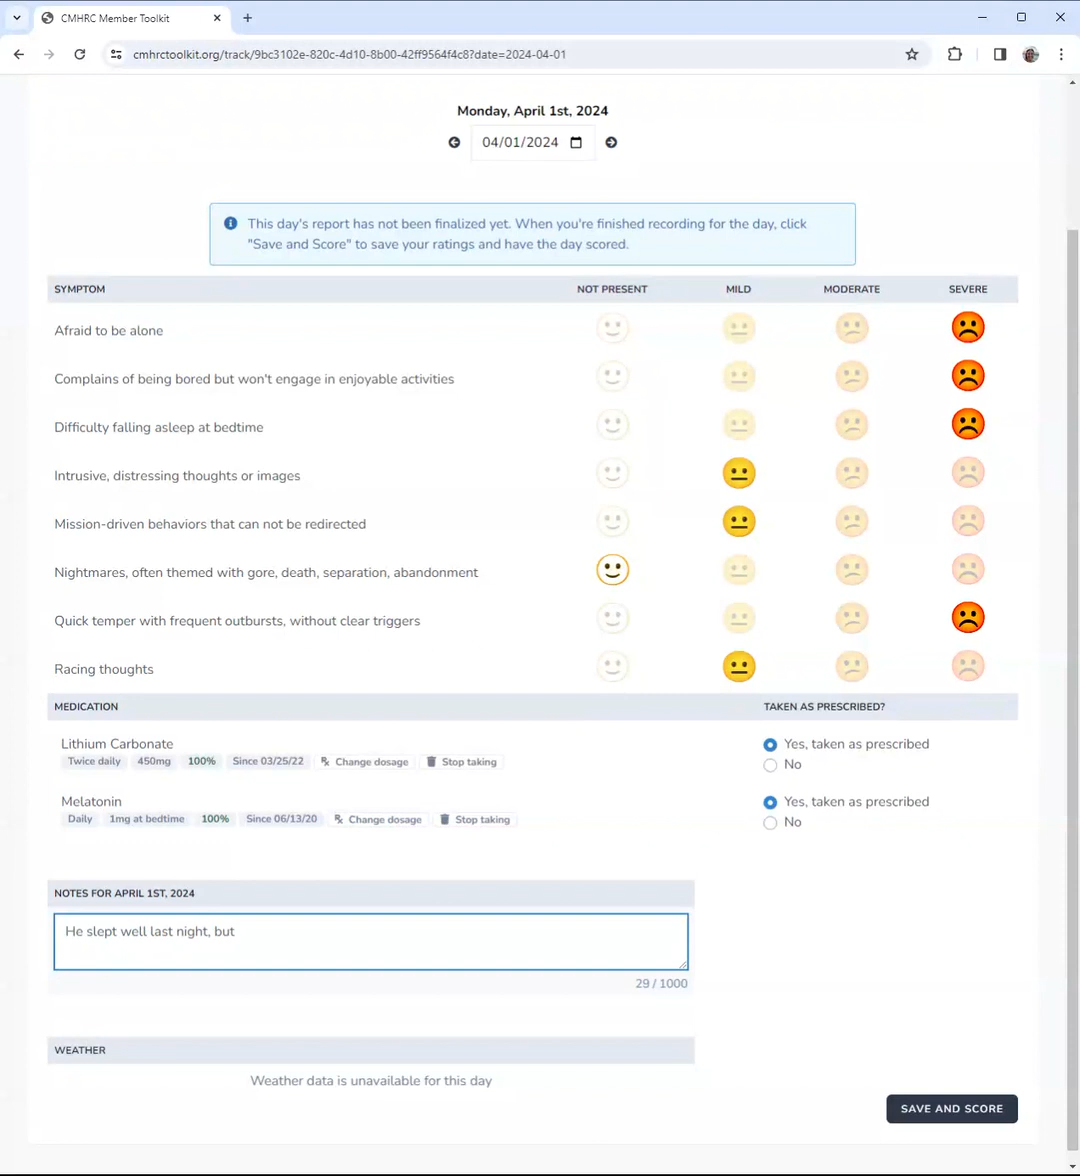 CMHRC Member Toolkit
cmhrctoolkit.org/track/9bc3102e-820c-4d10-8b00-42ff9564f4c8?date=2024-04-01
Monday, April 1st, 2024
04/01/2024
This day's report has not been finalized yet. When you're finished recording for the day, click
"Save and Score" to save your ratings and have the day scored.
SYMPTOM NOT PRESENT MILD MODERATE SEVERE
Afraid to be alone
Complains of being bored but won't engage in enjoyable activities
Difficulty falling asleep at bedtime
Intrusive, distressing thoughts or images
Mission-driven behaviors that can not be redirected
Nightmares, often themed with gore, death, separation, abandonment
Quick temper with frequent outbursts, without clear triggers
Racing thoughts
MEDICATION TAKEN AS PRESCRIBED?
Lithium Carbonate Yes, taken as prescribed
Twice daily 450mg 100% Since 03/25/22 Change dosage Stop taking No
Melatonin Yes, taken as prescribed
Daily 1mg at bedtime 100% Since 06/13/20 Change dosage Stop taking No
NOTES FOR APRIL 1ST, 2024
He slept well last night, but
29 / 1000
WEATHER
Weather data is unavailable for this day
SAVE AND SCORE